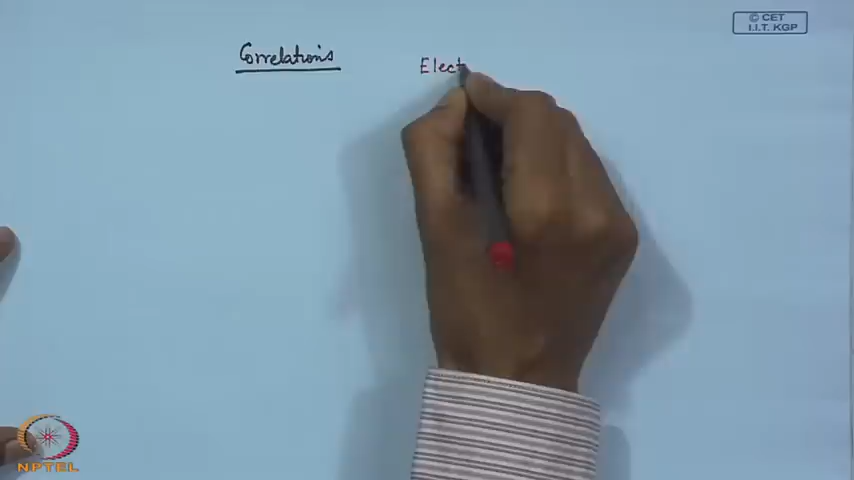 © CET
I.I.T. KGP
Correlations
Elect
NPTEL